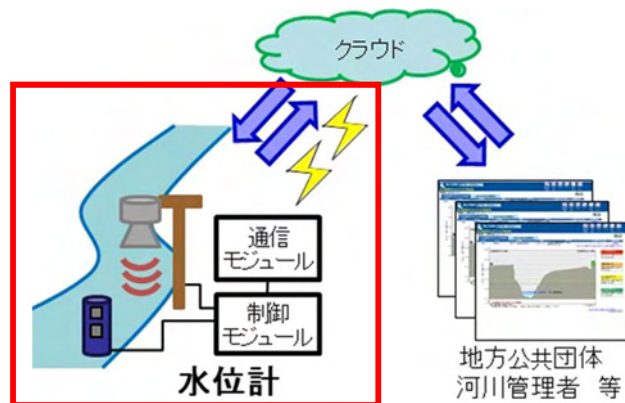 クラウド
通信
モジュール
制御
モジュール
水位計
地方公共団体
河川管理者 等